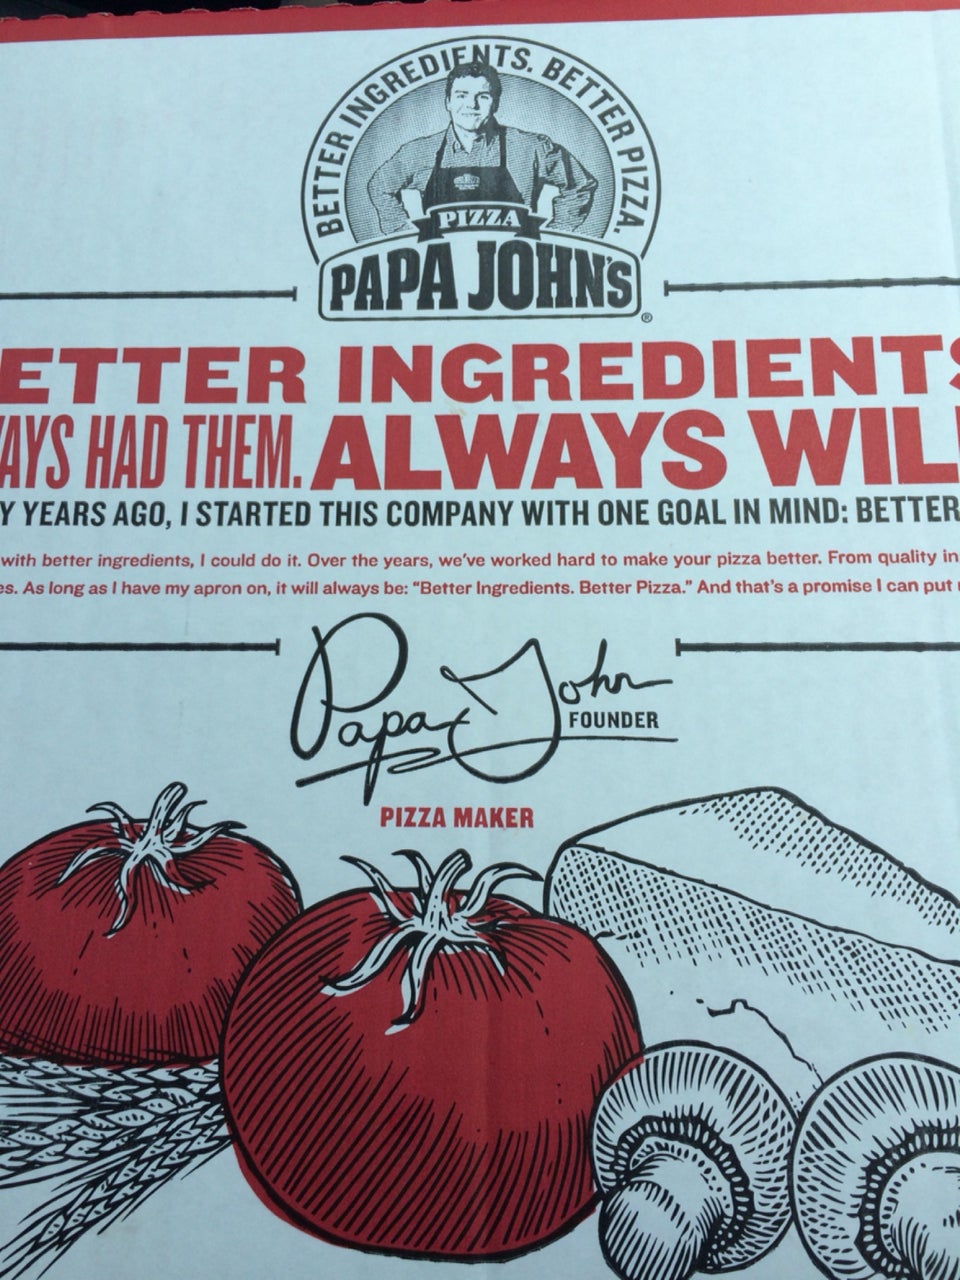 BETTER INGREDIENTS. BETTER PIZZA.
PIZZA
PAPA JOHN'S
®
ETTER INGREDIENTS
AYS HAD THEM. ALWAYS WIL
Y YEARS AGO, I STARTED THIS COMPANY WITH ONE GOAL IN MIND: BETTER
with better ingredients, I could do it. Over the years, we've worked hard to make your pizza better. From quality in
es. As long as I have my apron on, it will always be: "Better Ingredients. Better Pizza." And that's a promise I can put
Papa John
FOUNDER
PIZZA MAKER